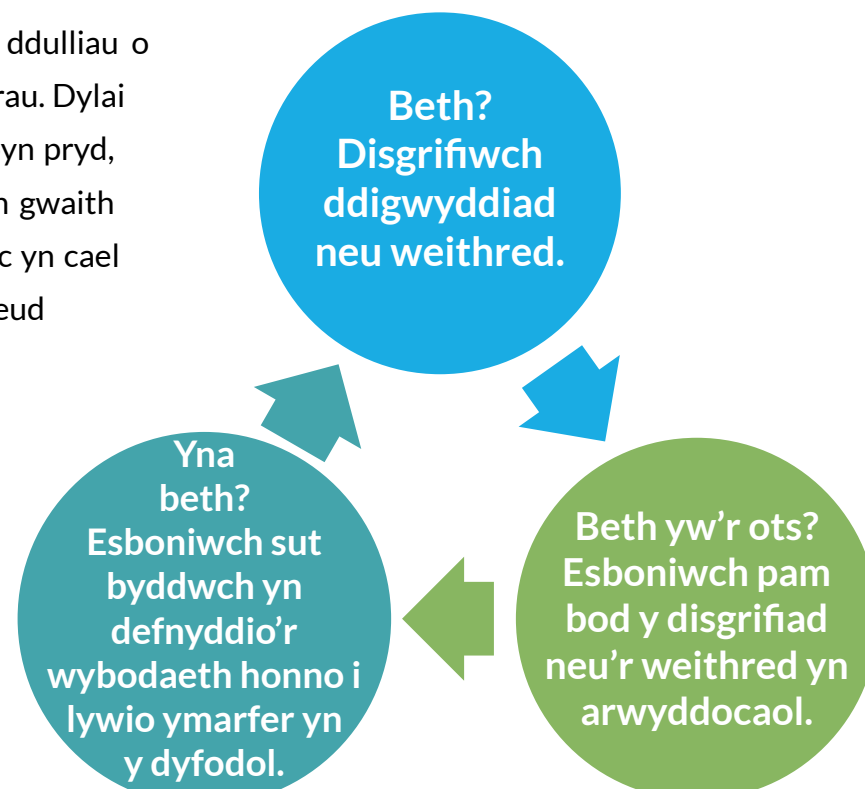 ddulliau o
rau. Dylai
yn pryd,
gwaith
yn cael
Beth?
Disgrifiwch
ddigwyddiad
neu weithred.
Beth yw'r ots?
Esboniwch pam
bod y disgrifiad
neu'r weithred yn
arwyddocaol.
Yna
beth?
Esboniwch sut
byddwch yn
defnyddio'r
wybodaeth honno i
lywio ymarfer yn
y dyfodol.